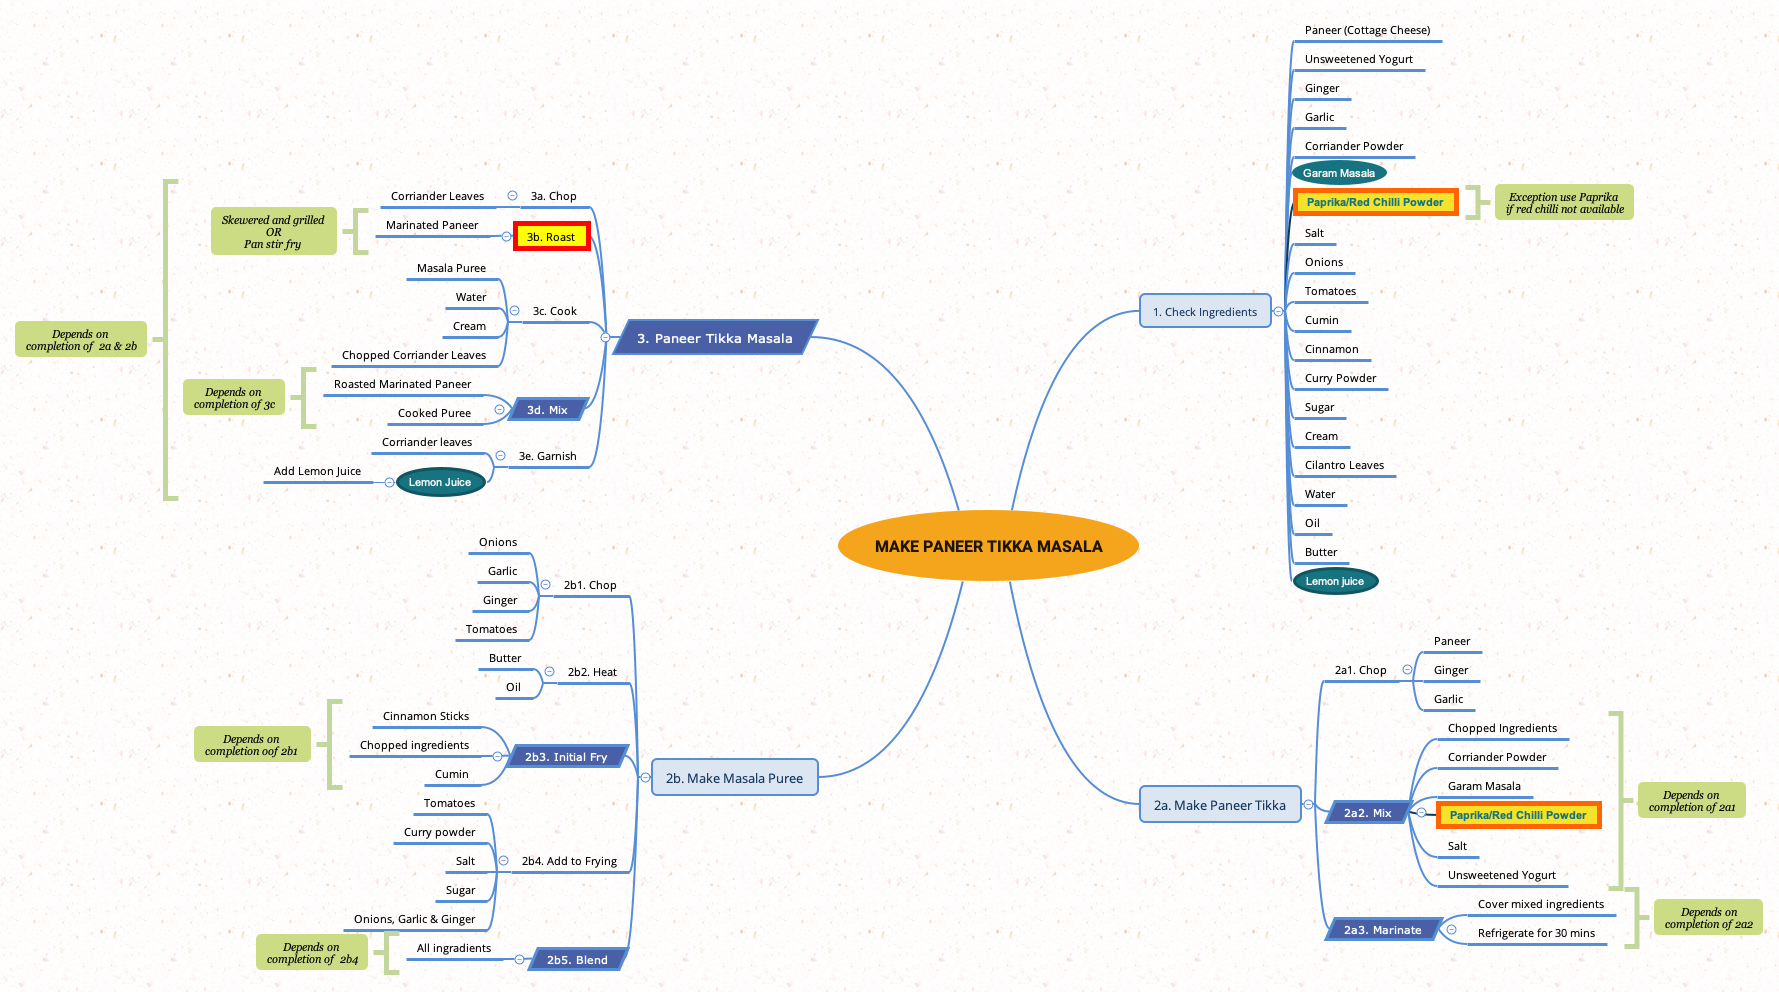 MAKE PANEER TIKKA MASALA
1. Check Ingredients
Paneer (Cottage Cheese)
Unsweetened Yogurt
Ginger
Garlic
Corriander Powder
Garam Masala
Paprika/Red Chilli Powder
Exception use Paprika
if red chilli not available
Salt
Onions
Tomatoes
Cumin
Cinnamon
Curry Powder
Sugar
Cream
Cilantro Leaves
Water
Oil
Butter
Lemon juice
2a. Make Paneer Tikka
2a1. Chop
Paneer
Ginger
Garlic
2a2. Mix
Chopped Ingredients
Corriander Powder
Garam Masala
Paprika/Red Chilli Powder
Salt
Unsweetened Yogurt
Depends on
completion of 2a1
2a3. Marinate
Cover mixed ingredients
Refrigerate for 30 mins
Depends on
completion of 2a2
2b. Make Masala Puree
2b1. Chop
Onions
Garlic
Ginger
Tomatoes
2b2. Heat
Butter
Oil
2b3. Initial Fry
Cinnamon Sticks
Chopped ingredients
Cumin
Depends on
completion oof 2b1
2b4. Add to Frying
Tomatoes
Curry powder
Salt
Sugar
Onions, Garlic & Ginger
2b5. Blend
All ingradients
Depends on
completion of 2b4
3. Paneer Tikka Masala
3a. Chop
Corriander Leaves
3b. Roast
Marinated Paneer
Skewered and grilled
OR
Pan stir fry
3c. Cook
Masala Puree
Water
Cream
Chopped Corriander Leaves
3d. Mix
Roasted Marinated Paneer
Cooked Puree
Depends on
completion of 3c
3e. Garnish
Corriander leaves
Lemon Juice
Add Lemon Juice
Depends on
completion of 2a & 2b